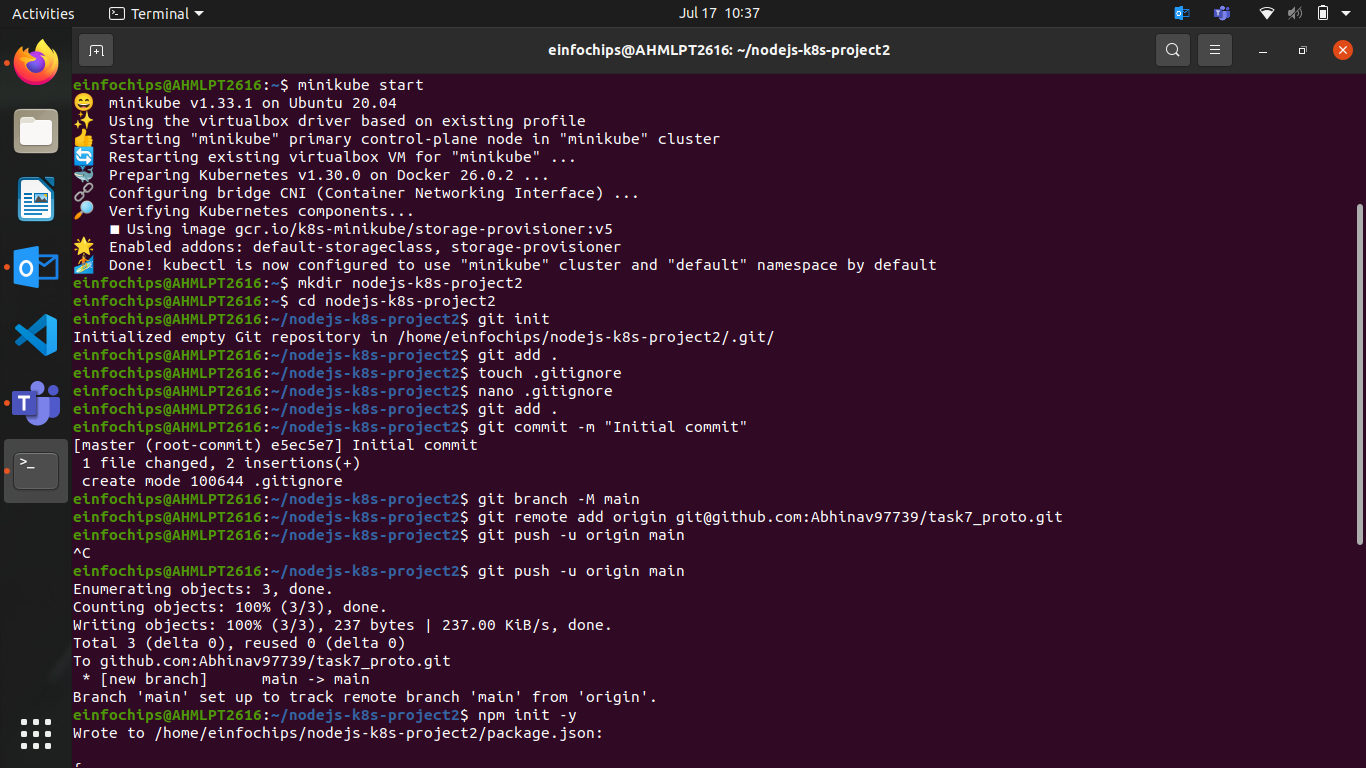 Activities
Terminal
Jul 17 10:37
einfochips@AHMLPT2616: ~/nodejs-k8s-project2
einfochips@AHMLPT2616:~$ minikube start
minikube v1.33.1 on Ubuntu 20.04
Using the virtualbox driver based on existing profile
Starting "minikube" primary control-plane node in "minikube" cluster
Restarting existing virtualbox VM for "minikube" ...
Preparing Kubernetes v1.30.0 on Docker 26.0.2 ...
Configuring bridge CNI (Container Networking Interface) ...
Verifying Kubernetes components...
■ Using image gcr.io/k8s-minikube/storage-provisioner:v5
Enabled addons: default-storageclass, storage-provisioner
Done! kubectl is now configured to use "minikube" cluster and "default" namespace by default
einfochips@AHMLPT2616:~$ mkdir nodejs-k8s-project2
einfochips@AHMLPT2616:~$ cd nodejs-k8s-project2
einfochips@AHMLPT2616:~/nodejs-k8s-project2$ git init
Initialized empty Git repository in /home/einfochips/nodejs-k8s-project2/.git/
einfochips@AHMLPT2616:~/nodejs-k8s-project2$ git add .
einfochips@AHMLPT2616:~/nodejs-k8s-project2$ touch .gitignore
einfochips@AHMLPT2616:~/nodejs-k8s-project2$ nano .gitignore
einfochips@AHMLPT2616:~/nodejs-k8s-project2$ git add .
einfochips@AHMLPT2616:~/nodejs-k8s-project2$ git commit -m "Initial commit"
[master (root-commit) e5ec5e7] Initial commit
1 file changed, 2 insertions(+)
create mode 100644 .gitignore
einfochips@AHMLPT2616:~/nodejs-k8s-project2$ git branch -M main
einfochips@AHMLPT2616:~/nodejs-k8s-project2$ git remote add origin git@github.com:Abhinav97739/task7_proto.git
einfochips@AHMLPT2616:~/nodejs-k8s-project2$ git push -u origin main
^C
einfochips@AHMLPT2616:~/nodejs-k8s-project2$ git push -u origin main
Enumerating objects: 3, done.
Counting objects: 100% (3/3), done.
Writing objects: 100% (3/3), 237 bytes | 237.00 KiB/s, done.
Total 3 (delta 0), reused 0 (delta 0)
To github.com:Abhinav97739/task7_proto.git
* [new branch]      main -> main
Branch 'main' set up to track remote branch 'main' from 'origin'.
einfochips@AHMLPT2616:~/nodejs-k8s-project2$ npm init -y
Wrote to /home/einfochips/nodejs-k8s-project2/package.json: